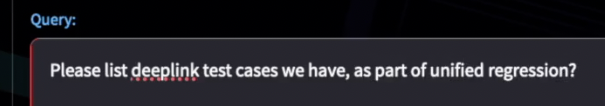 Query:
Please list deeplink test cases we have, as part of unified regression?